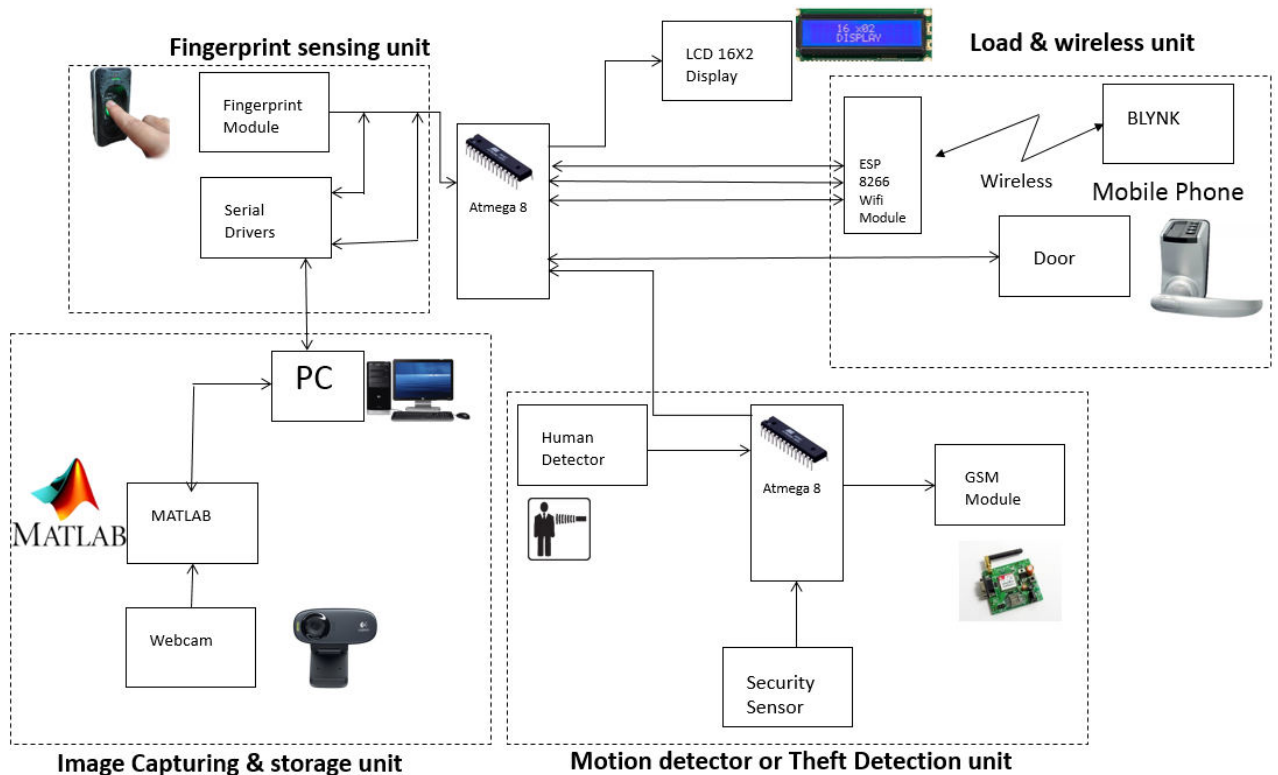 Fingerprint sensing unit
Fingerprint
Module
Serial
Drivers
Atmega 8
LCD 16X2
Display
16 x02
DISPLAY
Load & wireless unit
ESP
8266
Wifi
Module
Wireless
BLYNK
Mobile Phone
Door
PC
MATLAB
MATLAB
Webcam
Image Capturing & storage unit
Human
Detector
Atmega 8
GSM
Module
Security
Sensor
Motion detector or Theft Detection unit